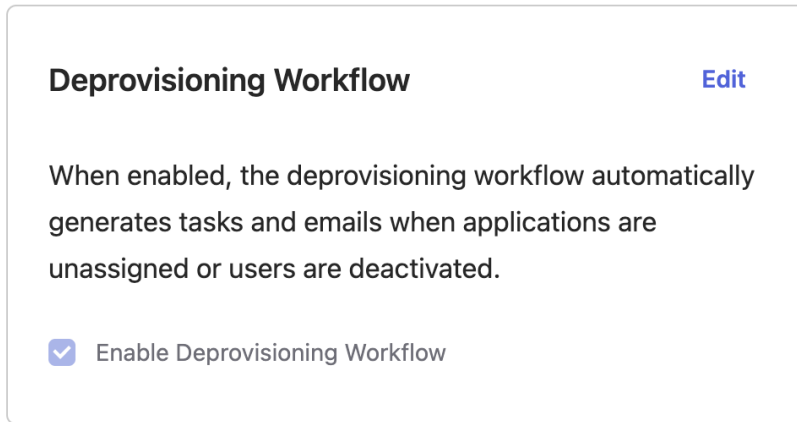 Deprovisioning Workflow
Edit
When enabled, the deprovisioning workflow automatically
generates tasks and emails when applications are
unassigned or users are deactivated.
Enable Deprovisioning Workflow